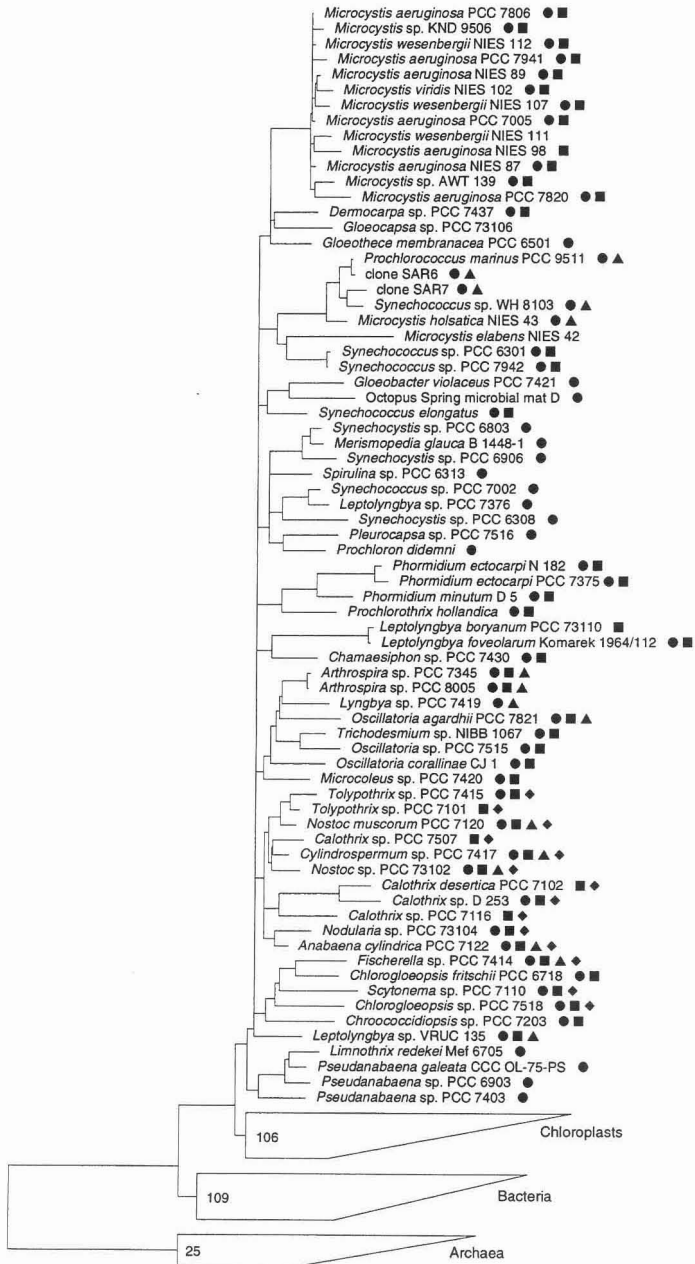 Microcystis aeruginosa PCC 7806
Microcystis sp. KND 9506
Microcystis wesenbergii NIES 112
Microcystis aeruginosa PCC 7941
Microcystis aeruginosa NIES 89
Microcystis viridis NIES 102
Microcystis wesenbergii NIES 107
Microcystis aeruginosa PCC 7005
Microcystis wesenbergii NIES 111
Microcystis aeruginosa NIES 98
Microcystis aeruginosa NIES 87
Microcystis sp. AWT 139
Microcystis aeruginosa PCC 7820
Dermocarpa sp. PCC 7437
Gloeocapsa sp. PCC 73106
Gloeothece membranacea PCC 6501
Prochlorococcus marinus PCC 9511
clone SAR6
clone SAR7
Synechococcus sp. WH 8103
Microcystis holsatica NIES 43
Microcystis elabens NIES 42
Synechococcus sp. PCC 6301
Synechococcus sp. PCC 7942
Gloeobacter violaceus PCC 7421
Octopus Spring microbial mat D
Synechococcus elongatus
Synechocystis sp. PCC 6803
Merismopedia glauca B 1448-1
Synechocystis sp. PCC 6906
Spirulina sp. PCC 6313
Synechococcus sp. PCC 7002
Leptolyngbya sp. PCC 7376
Synechocystis sp. PCC 6308
Pleurocapsa sp. PCC 7516
Prochloron didemni
Phormidium ectocarpi N 182
Phormidium ectocarpi PCC 7375
Phormidium minutum D 5
Prochlorothrix hollandica
Leptolyngbya boryanum PCC 73110
Leptolyngbya foveolarum Komarek 1964/112
Chamaesiphon sp. PCC 7430
Arthrospira sp. PCC 7345
Arthrospira sp. PCC 8005
Lyngbya sp. PCC 7419
Oscillatoria agardhii PCC 7821
Trichodesmium sp. NIBB 1067
Oscillatoria sp. PCC 7515
Oscillatoria corallinae CJ 1
Microcoleus sp. PCC 7420
Tolypothrix sp. PCC 7415
Tolypothrix sp. PCC 7101
Nostoc muscorum PCC 7120
Calothrix sp. PCC 7507
Cylindrospermum sp. PCC 7417
Nostoc sp. PCC 73102
Calothrix desertica PCC 7102
Calothrix sp. D 253
Calothrix sp. PCC 7116
Nodularia sp. PCC 73104
Anabaena cylindrica PCC 7122
Fischerella sp. PCC 7414
Chlorogloeopsis fritschii PCC 6718
Scytonema sp. PCC 7110
Chlorogloeopsis sp. PCC 7518
Chroococcidiopsis sp. PCC 7203
Leptolyngbya sp. VRUC 135
Limnothrix redekei Mef 6705
Pseudanabaena galeata CCC OL-75-PS
Pseudanabaena sp. PCC 6903
Pseudanabaena sp. PCC 7403
106 Chloroplasts
109 Bacteria
25 Archaea